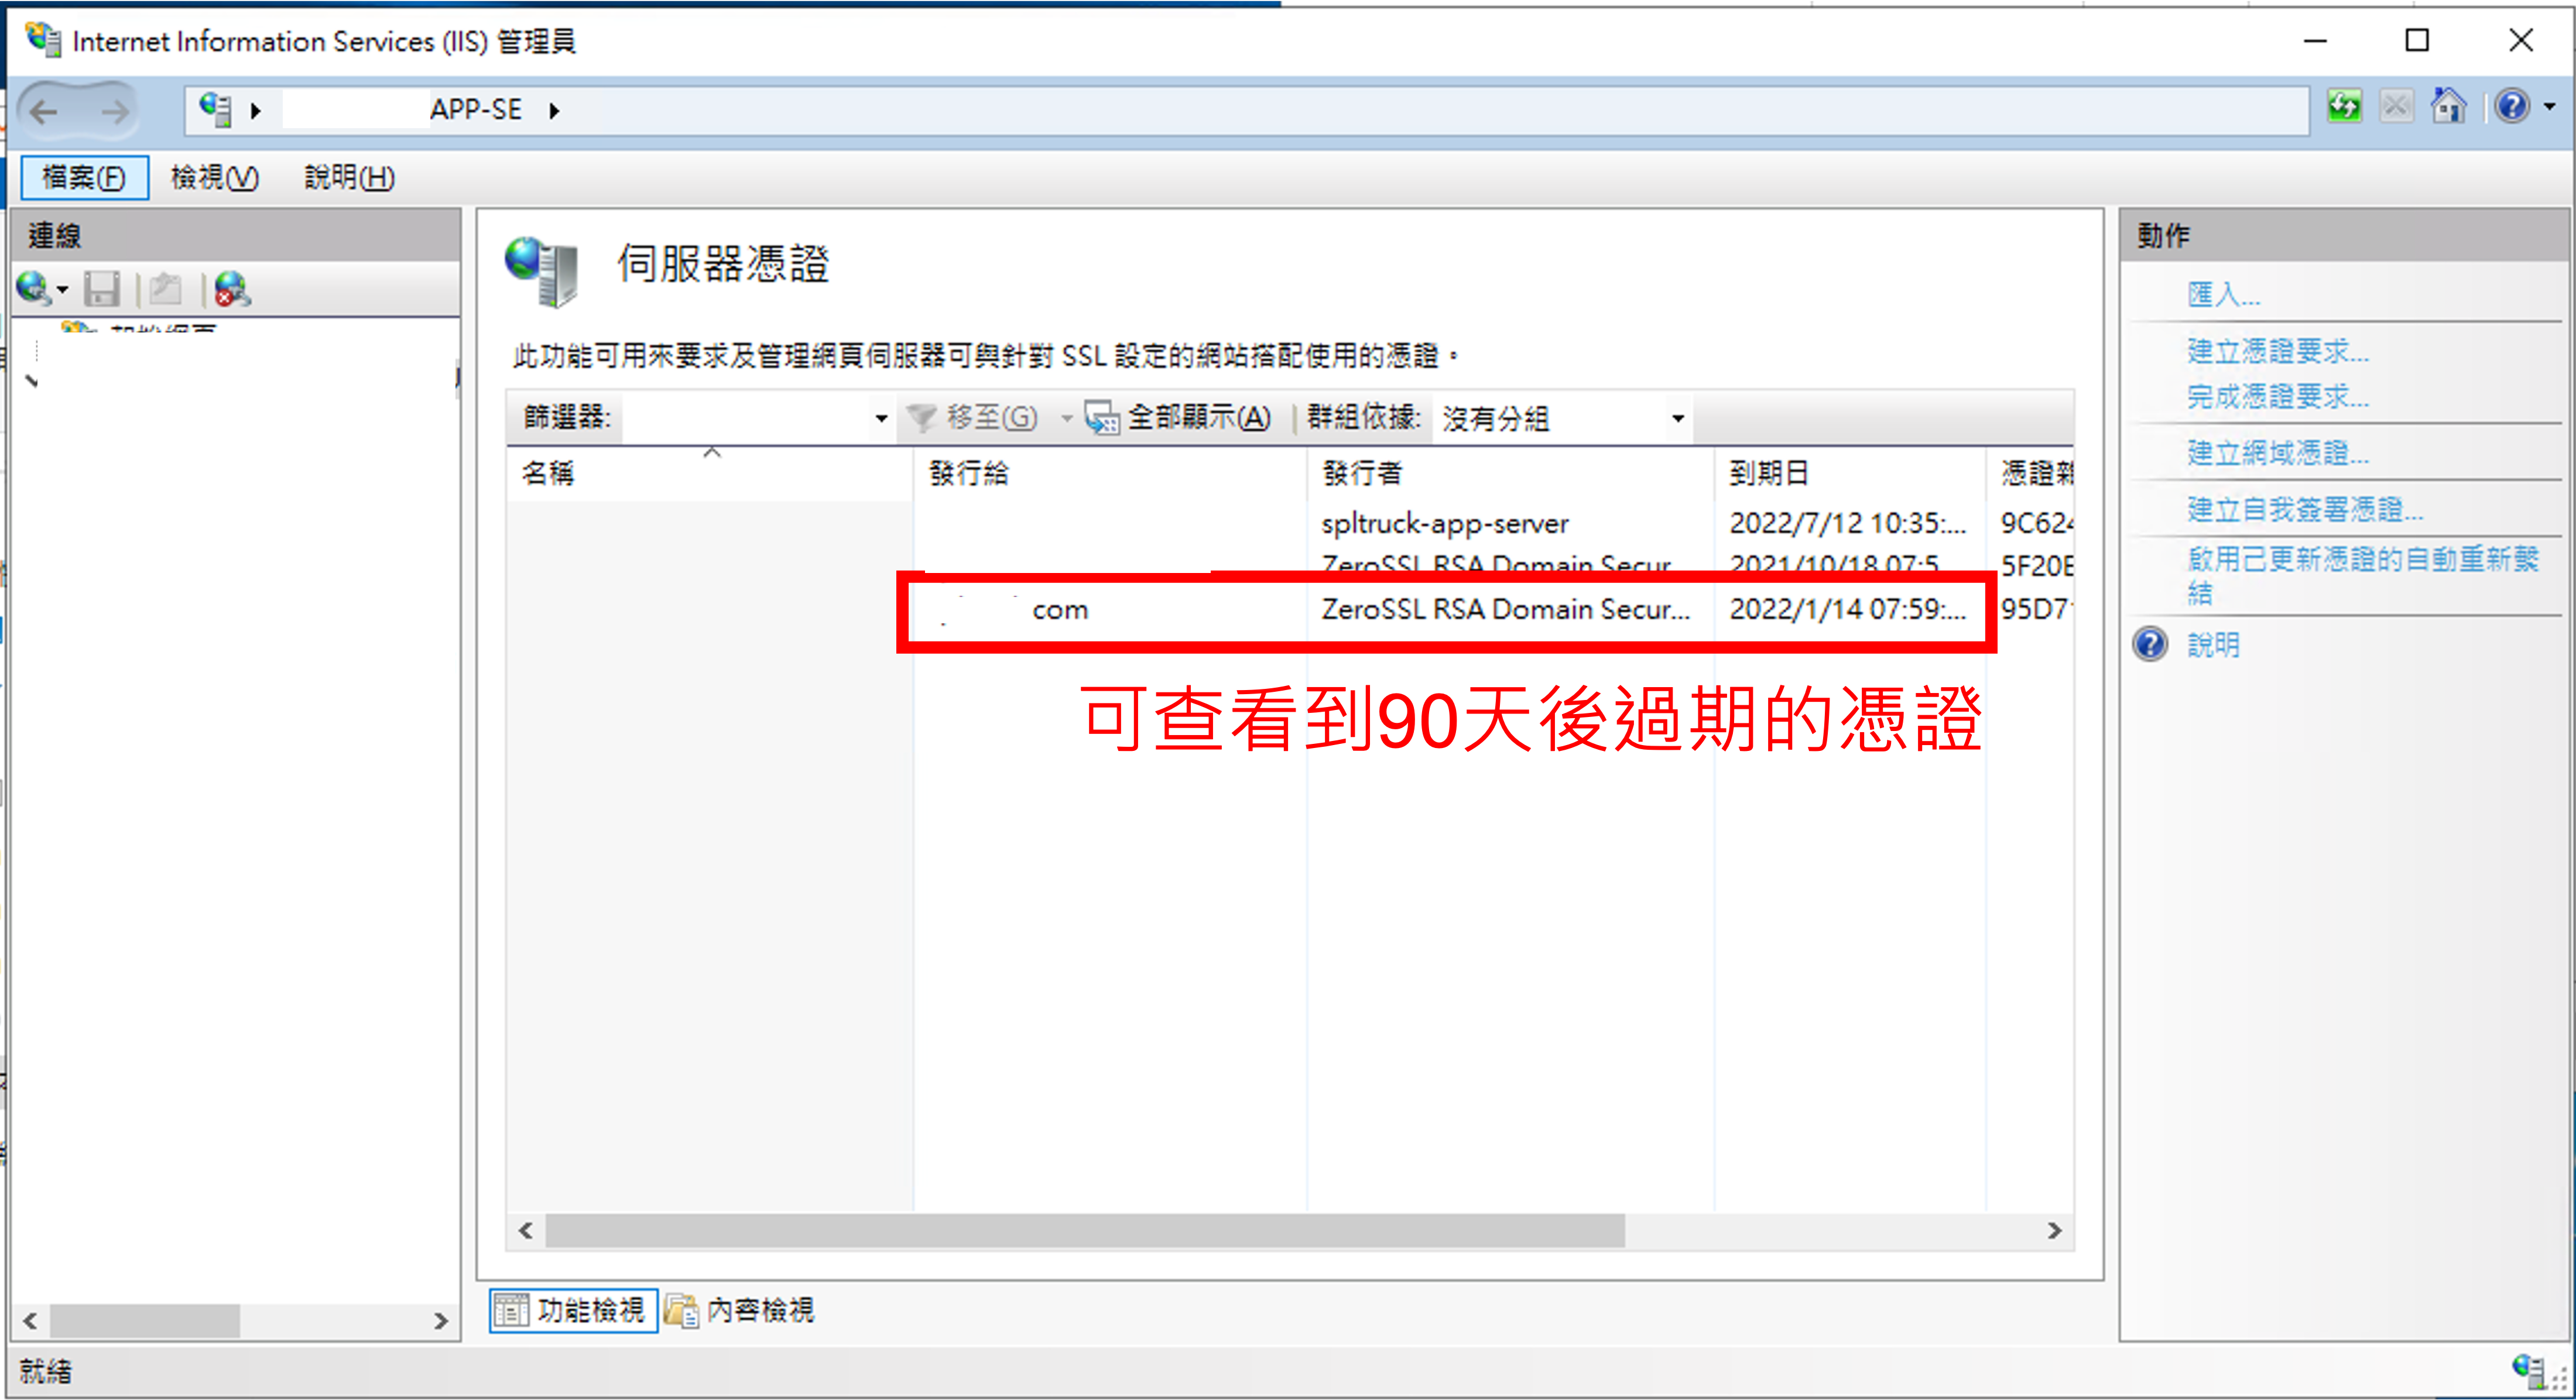 Internet Information Services (IIS) 管理員
APP-SE
檔案(F) 檢視(V) 說明(H)
連線
起始網頁
伺服器憑證
此功能可用來要求及管理網頁伺服器可與針對 SSL 設定的網站搭配使用的憑證。
篩選器: 移至(G) 全部顯示(A) 群組依據: 沒有分組
名稱 發行給 發行者 到期日 憑證雜
spltruck-app-server 2022/7/12 10:35:... 9C624
ZeroSSL RSA Domain Secur 2021/10/18 07:5 5F20E
com ZeroSSL RSA Domain Secur... 2022/1/14 07:59:... 95D7
可查看到90天後過期的憑證
功能檢視 內容檢視
動作
匯入...
建立憑證要求...
完成憑證要求...
建立網域憑證...
建立自我簽署憑證...
啟用已更新憑證的自動重新繫
結
說明
就緒